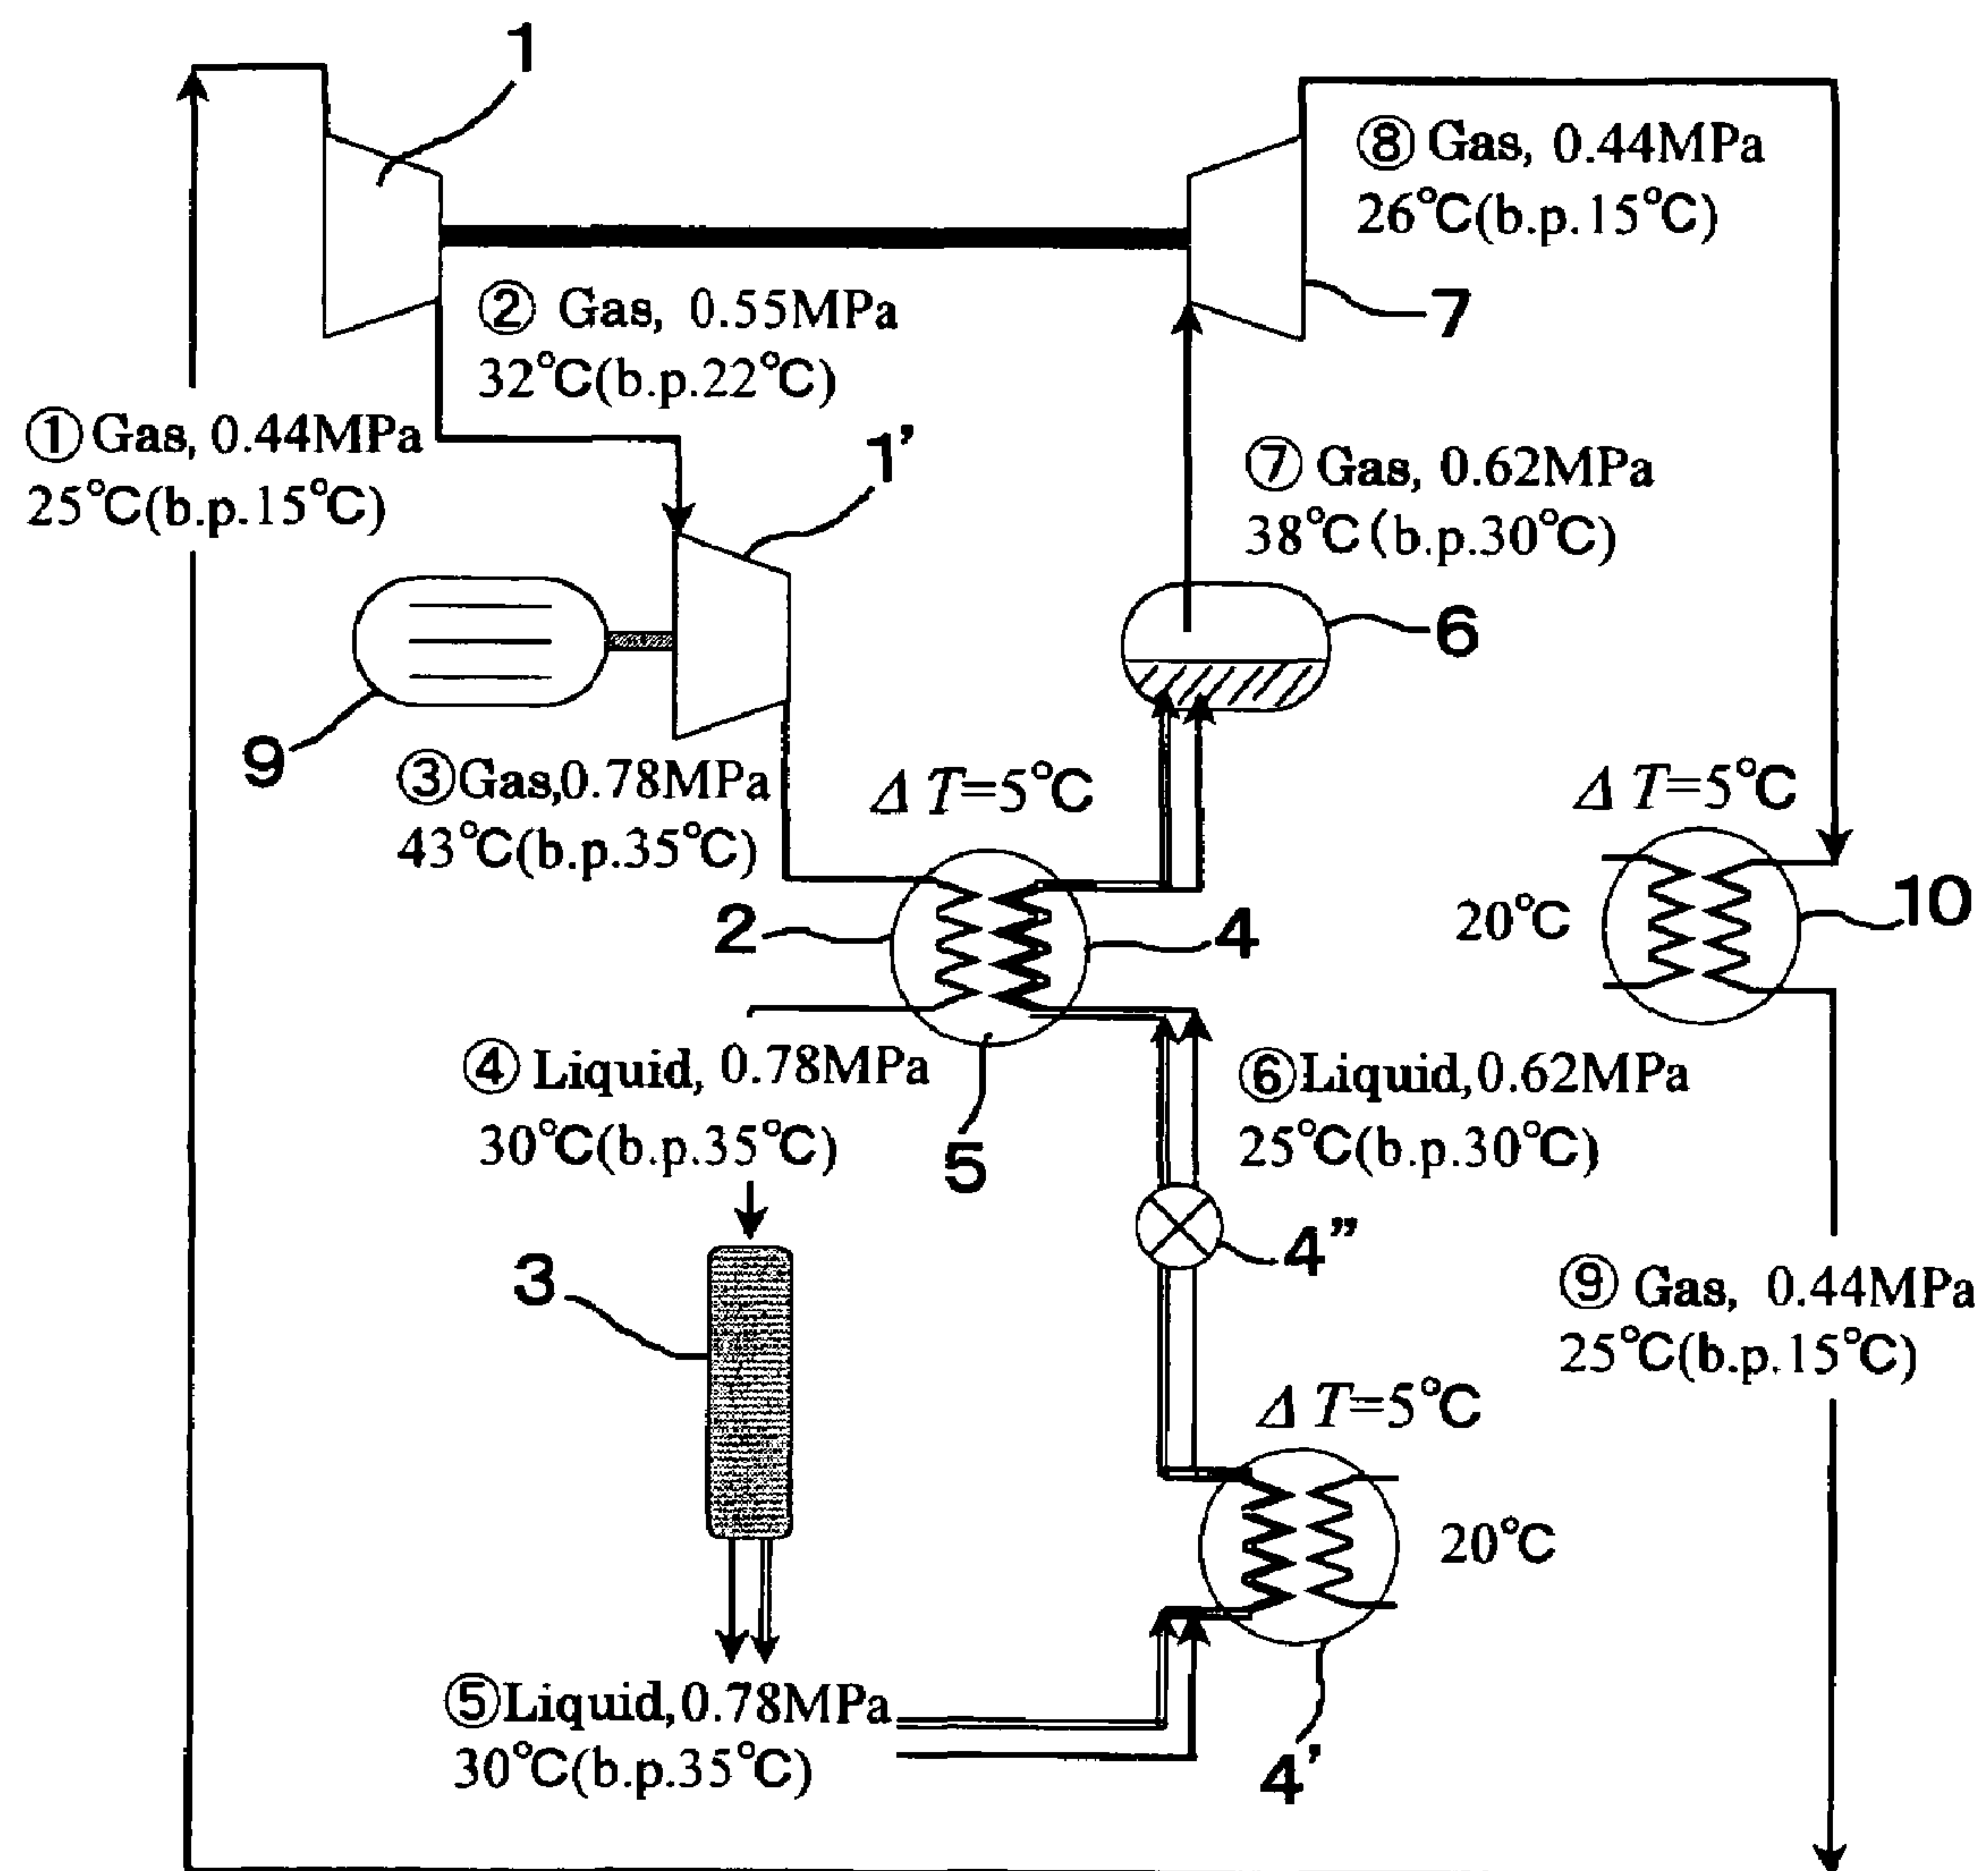 1
⑧ Gas, 0.44MPa
26℃(b.p.15℃)
7
② Gas, 0.55MPa
32℃(b.p.22℃)
① Gas, 0.44MPa
25℃(b.p.15℃)
1’
⑦ Gas, 0.62MPa
38℃(b.p.30℃)
6
9
③Gas,0.78MPa
43℃(b.p.35℃)
Δ T=5℃
Δ T=5℃
2
4
20℃
10
④ Liquid, 0.78MPa
30℃(b.p.35℃)
5
⑥Liquid,0.62MPa
25℃(b.p.30℃)
4”
3
⑨ Gas, 0.44MPa
25℃(b.p.15℃)
Δ T=5℃
20℃
⑤Liquid,0.78MPa
30℃(b.p.35℃)
4’